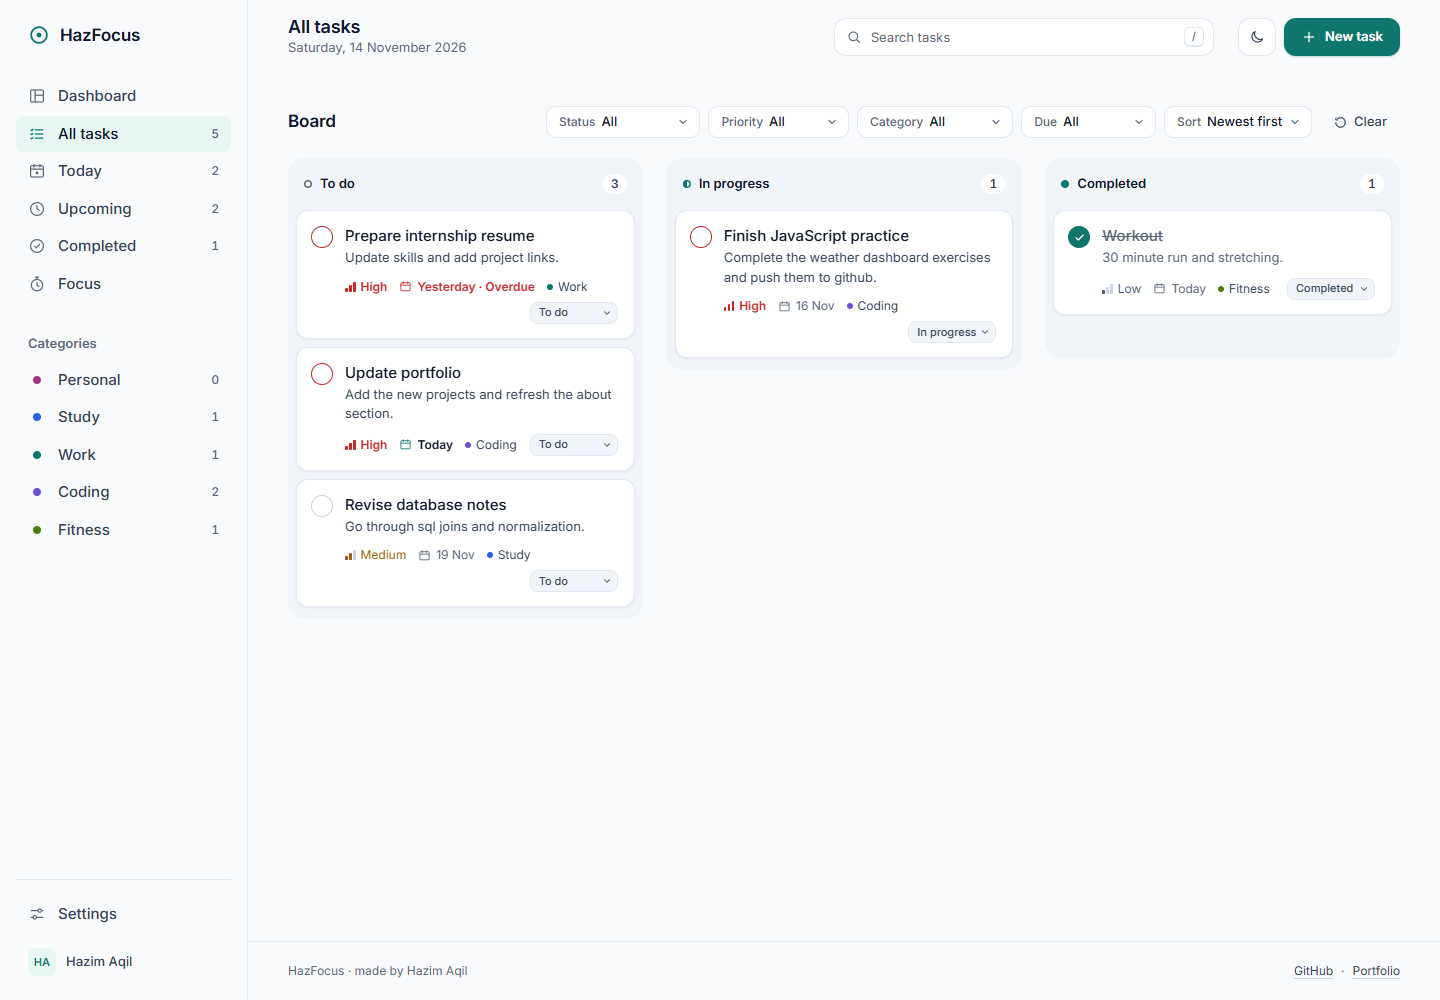 HazFocus
Dashboard
All tasks 5
Today 2
Upcoming 2
Completed 1
Focus
Categories
Personal 0
Study 1
Work 1
Coding 2
Fitness 1
Settings
HA Hazim Aqil
All tasks
Saturday, 14 November 2026
Search tasks /
New task
Board
Status All
Priority All
Category All
Due All
Sort Newest first
Clear
To do 3
Prepare internship resume
Update skills and add project links.
High Yesterday · Overdue Work
To do
Update portfolio
Add the new projects and refresh the about
section.
High Today Coding To do
Revise database notes
Go through sql joins and normalization.
Medium 19 Nov Study
To do
In progress 1
Finish JavaScript practice
Complete the weather dashboard exercises
and push them to github.
High 16 Nov Coding
In progress
Completed 1
Workout
30 minute run and stretching.
Low Today Fitness Completed
HazFocus · made by Hazim Aqil
GitHub · Portfolio